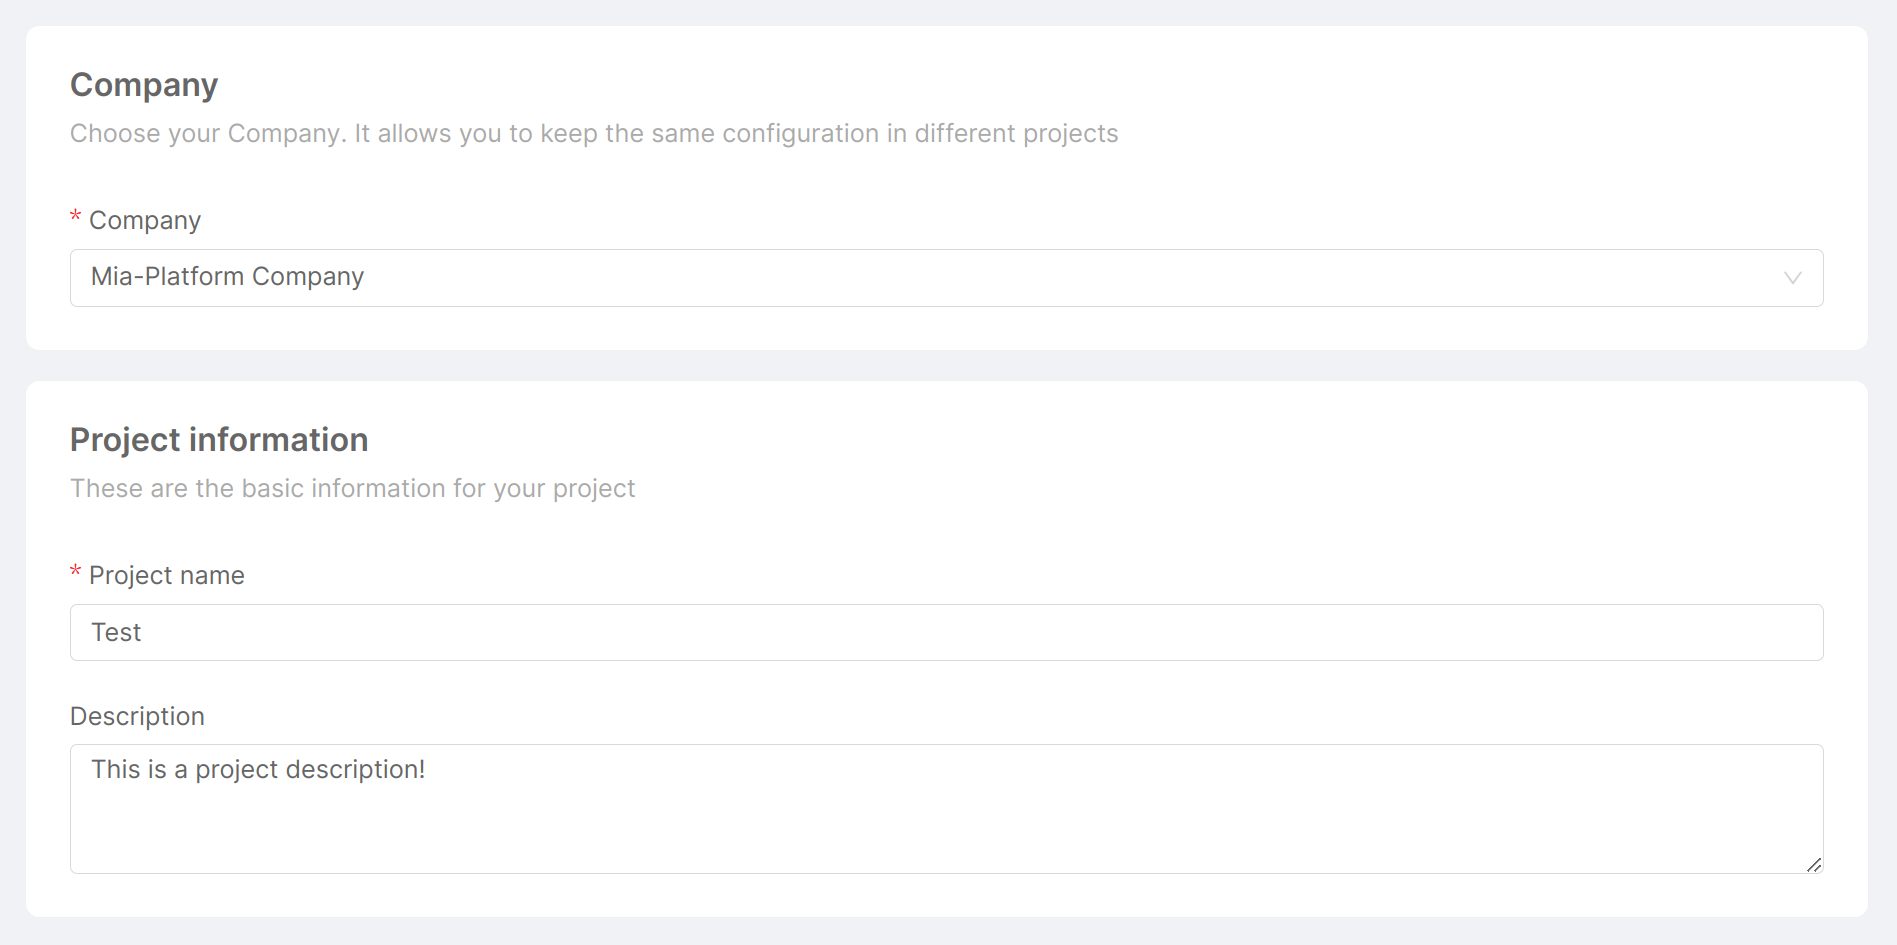 Company
Choose your Company. It allows you to keep the same configuration in different projects
* Company
Mia-Platform Company
Project information
These are the basic information for your project
* Project name
Test
Description
This is a project description!